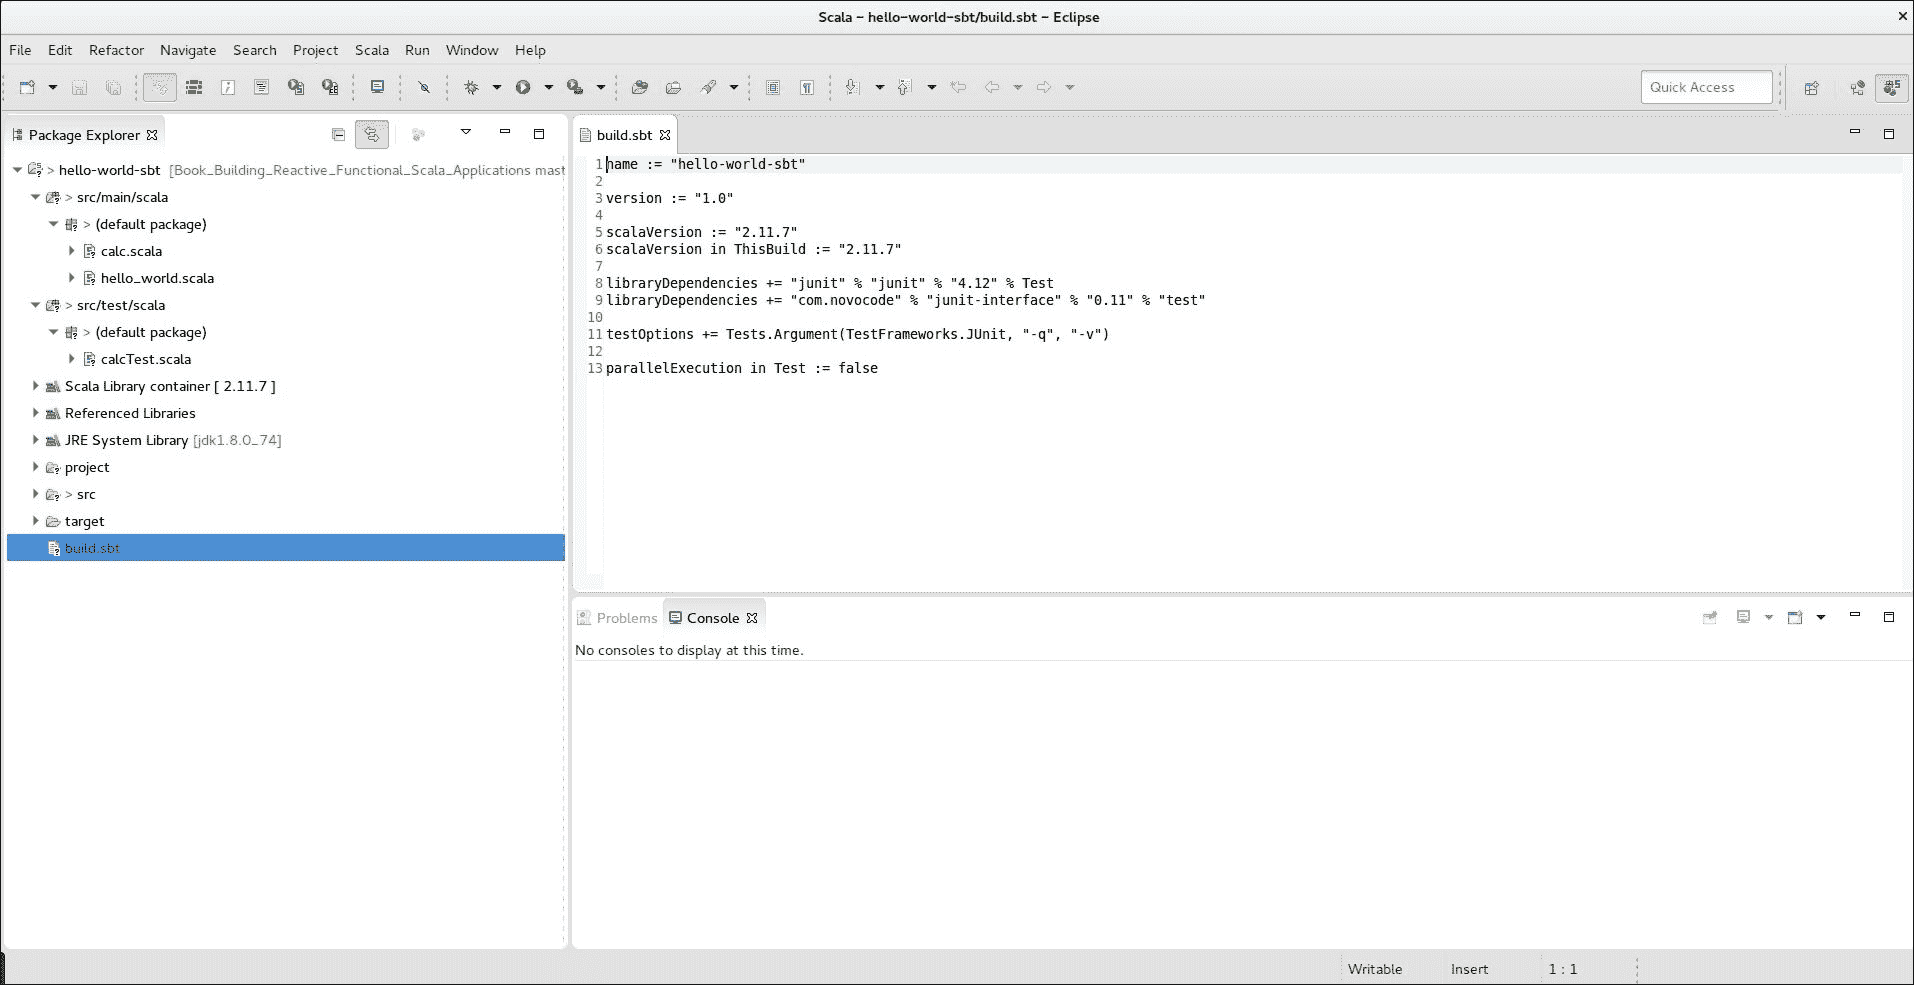 Scala - hello-world-sbt/build.sbt - Eclipse
File Edit Refactor Navigate Search Project Scala Run Window Help
Quick Access
Package Explorer
> hello-world-sbt [Book_Building_Reactive_Functional_Scala_Applications mast
> src/main/scala
> (default package)
calc.scala
hello_world.scala
> src/test/scala
> (default package)
calcTest.scala
Scala Library container [ 2.11.7 ]
Referenced Libraries
JRE System Library [jdk1.8.0_74]
project
> src
target
build.sbt
build.sbt
1 name := "hello-world-sbt"
2
3 version := "1.0"
4
5 scalaVersion := "2.11.7"
6 scalaVersion in ThisBuild := "2.11.7"
7
8 libraryDependencies += "junit" % "junit" % "4.12" % Test
9 libraryDependencies += "com.novocode" % "junit-interface" % "0.11" % "test"
10
11 testOptions += Tests.Argument(TestFrameworks.JUnit, "-q", "-v")
12
13 parallelExecution in Test := false
Problems Console
No consoles to display at this time.
Writable Insert 1 : 1